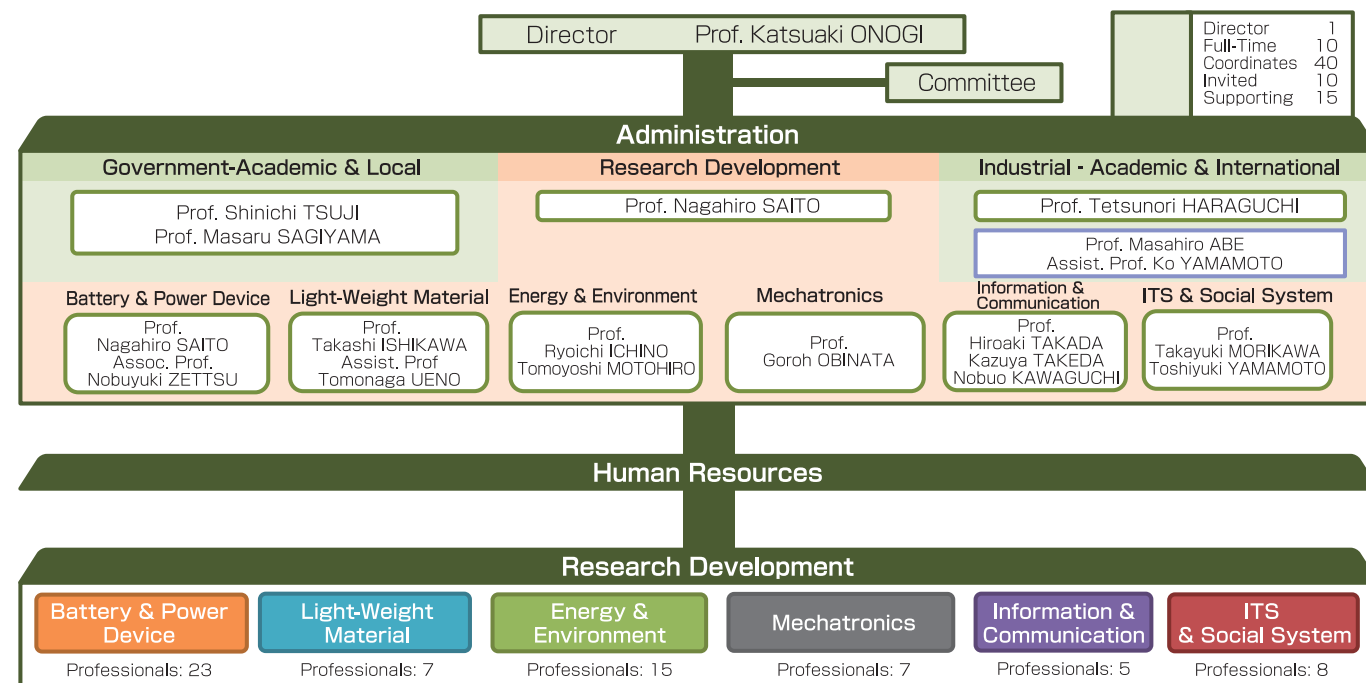 Director Prof. Katsuaki ONOGI
Committee
Director 1
Full-Time 10
Coordinates 40
Invited 10
Supporting 15
Administration
Government-Academic & Local
Prof. Shinichi TSUJI
Prof. Masaru SAGIYAMA
Research Development
Prof. Nagahiro SAITO
Industrial - Academic & International
Prof. Tetsunori HARAGUCHI
Prof. Masahiro ABE
Assist. Prof. Ko YAMAMOTO
Battery & Power Device
Prof.
Nagahiro SAITO
Assoc. Prof.
Nobuyuki ZETTSU
Light-Weight Material
Prof.
Takashi ISHIKAWA
Assist. Prof
Tomonaga UENO
Energy & Environment
Prof.
Ryoichi ICHINO
Tomoyoshi MOTOHIRO
Mechatronics
Prof.
Goroh OBINATA
Information &
Communication
Prof.
Hiroaki TAKADA
Kazuya TAKEDA
Nobuo KAWAGUCHI
ITS & Social System
Prof.
Takayuki MORIKAWA
Toshiyuki YAMAMOTO
Human Resources
Research Development
Battery & Power
Device
Professionals: 23
Light-Weight
Material
Professionals: 7
Energy &
Environment
Professionals: 15
Mechatronics
Professionals: 7
Information &
Communication
Professionals: 5
ITS
& Social System
Professionals: 8